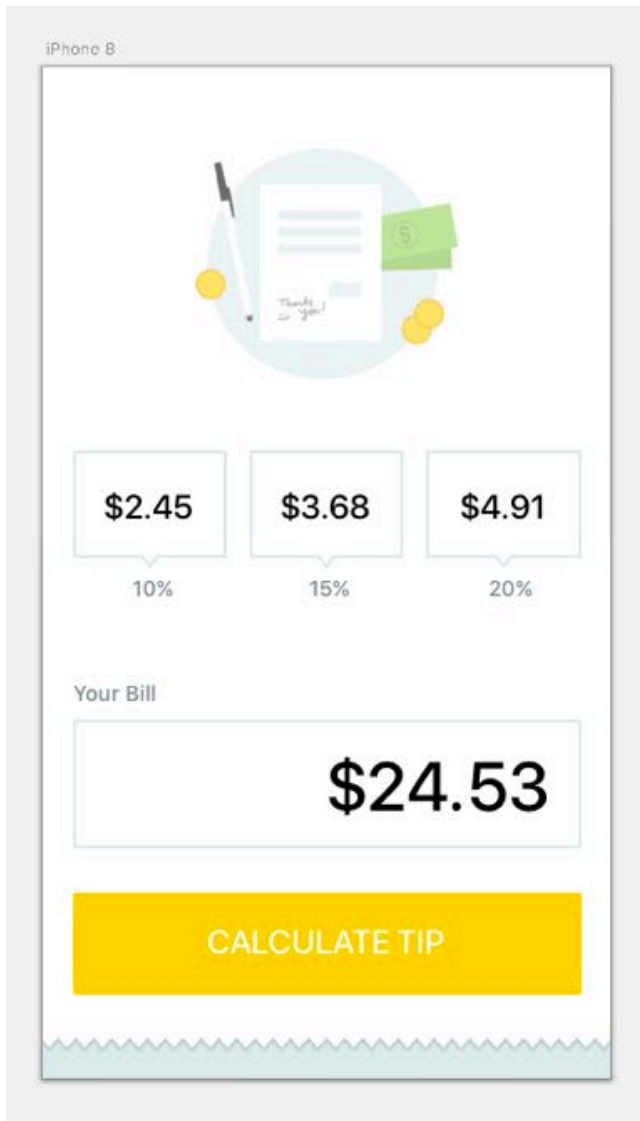 iPhone 8
$
Thank
you!
$2.45 $3.68 $4.91
10% 15% 20%
Your Bill
$24.53
CALCULATE TIP